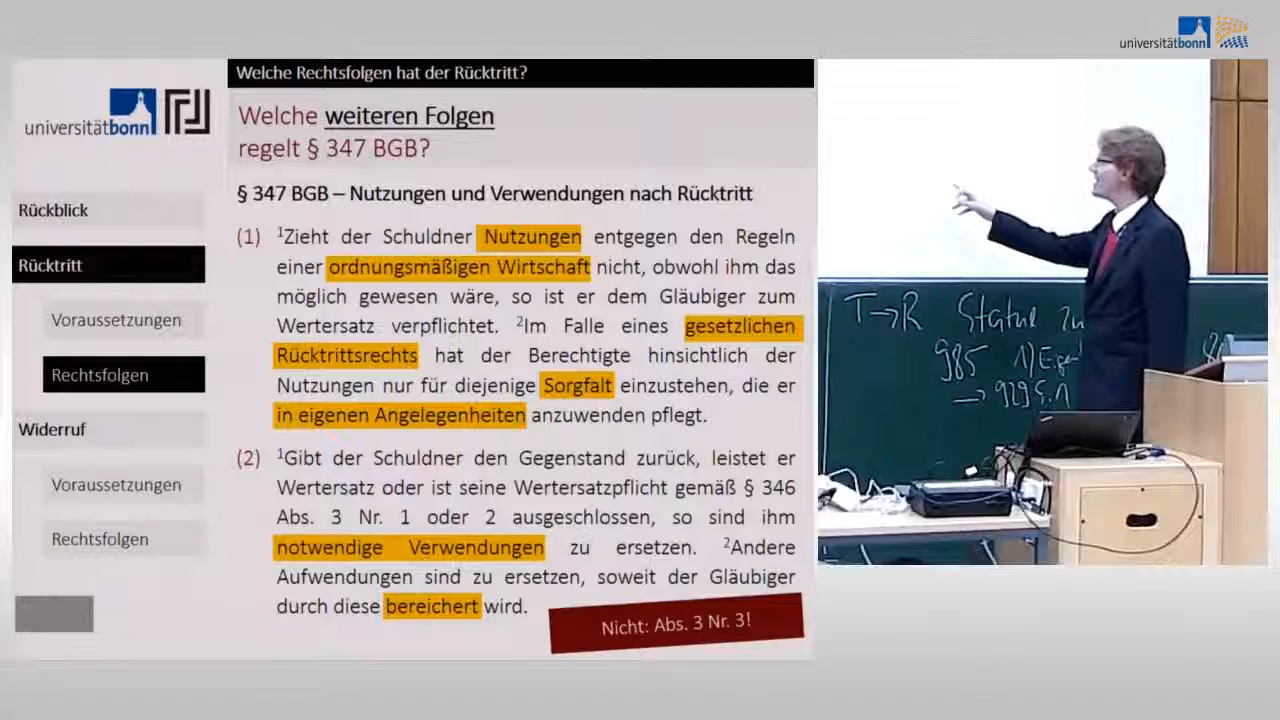 universitätbonn
Welche Rechtsfolgen hat der Rücktritt?
universitätbonn
Welche weiteren Folgen
regelt § 347 BGB?
§ 347 BGB – Nutzungen und Verwendungen nach Rücktritt
Rückblick
Rücktritt
Voraussetzungen
Rechtsfolgen
Widerruf
Voraussetzungen
Rechtsfolgen
(1) ¹Zieht der Schuldner Nutzungen entgegen den Regeln
einer ordnungsmäßigen Wirtschaft nicht, obwohl ihm das
möglich gewesen wäre, so ist er dem Gläubiger zum
Wertersatz verpflichtet. ²Im Falle eines gesetzlichen
Rücktrittsrechts hat der Berechtigte hinsichtlich der
Nutzungen nur für diejenige Sorgfalt einzustehen, die er
in eigenen Angelegenheiten anzuwenden pflegt.
(2) ¹Gibt der Schuldner den Gegenstand zurück, leistet er
Wertersatz oder ist seine Wertersatzpflicht gemäß § 346
Abs. 3 Nr. 1 oder 2 ausgeschlossen, so sind ihm
notwendige Verwendungen zu ersetzen. ²Andere
Aufwendungen sind zu ersetzen, soweit der Gläubiger
durch diese bereichert wird.
Nicht: Abs. 3 Nr. 3!
T→R Statue
985 1)
→ 929 S. 1